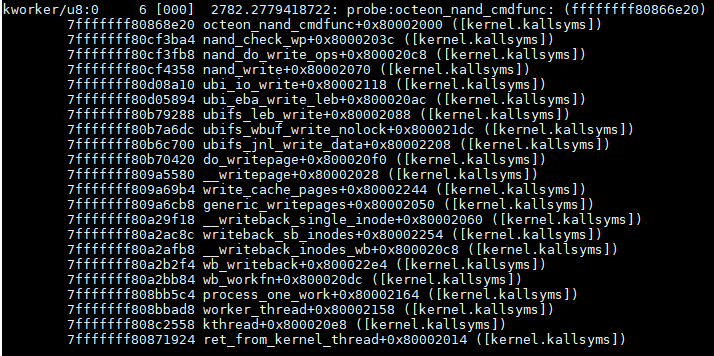 kworker/u8:0     6 [000]  2782.2779418722: probe:octeon_nand_cmdfunc: (ffffffff80866e20)
7fffffff80868e20 octeon_nand_cmdfunc+0x80002000 ([kernel.kallsyms])
7fffffff80cf3ba4 nand_check_wp+0x8000203c ([kernel.kallsyms])
7fffffff80cf3fb8 nand_do_write_ops+0x800020c8 ([kernel.kallsyms])
7fffffff80cf4358 nand_write+0x80002070 ([kernel.kallsyms])
7fffffff80d08a10 ubi_io_write+0x80002118 ([kernel.kallsyms])
7fffffff80d05894 ubi_eba_write_leb+0x800020ac ([kernel.kallsyms])
7fffffff80b79288 ubifs_leb_write+0x80002088 ([kernel.kallsyms])
7fffffff80b7a6dc ubifs_wbuf_write_nolock+0x800021dc ([kernel.kallsyms])
7fffffff80b6c700 ubifs_jnl_write_data+0x80002208 ([kernel.kallsyms])
7fffffff80b70420 do_writepage+0x800020f0 ([kernel.kallsyms])
7fffffff809a5580 __writepage+0x80002028 ([kernel.kallsyms])
7fffffff809a69b4 write_cache_pages+0x80002244 ([kernel.kallsyms])
7fffffff809a6cb8 generic_writepages+0x80002050 ([kernel.kallsyms])
7fffffff80a29f18 __writeback_single_inode+0x80002060 ([kernel.kallsyms])
7fffffff80a2ac8c writeback_sb_inodes+0x80002254 ([kernel.kallsyms])
7fffffff80a2afb8 __writeback_inodes_wb+0x800020c8 ([kernel.kallsyms])
7fffffff80a2b2f4 wb_writeback+0x800022e4 ([kernel.kallsyms])
7fffffff80a2bb84 wb_workfn+0x800020dc ([kernel.kallsyms])
7fffffff808bb5c4 process_one_work+0x80002164 ([kernel.kallsyms])
7fffffff808bbad8 worker_thread+0x80002158 ([kernel.kallsyms])
7fffffff808c2558 kthread+0x800020e8 ([kernel.kallsyms])
7fffffff80871924 ret_from_kernel_thread+0x80002014 ([kernel.kallsyms])